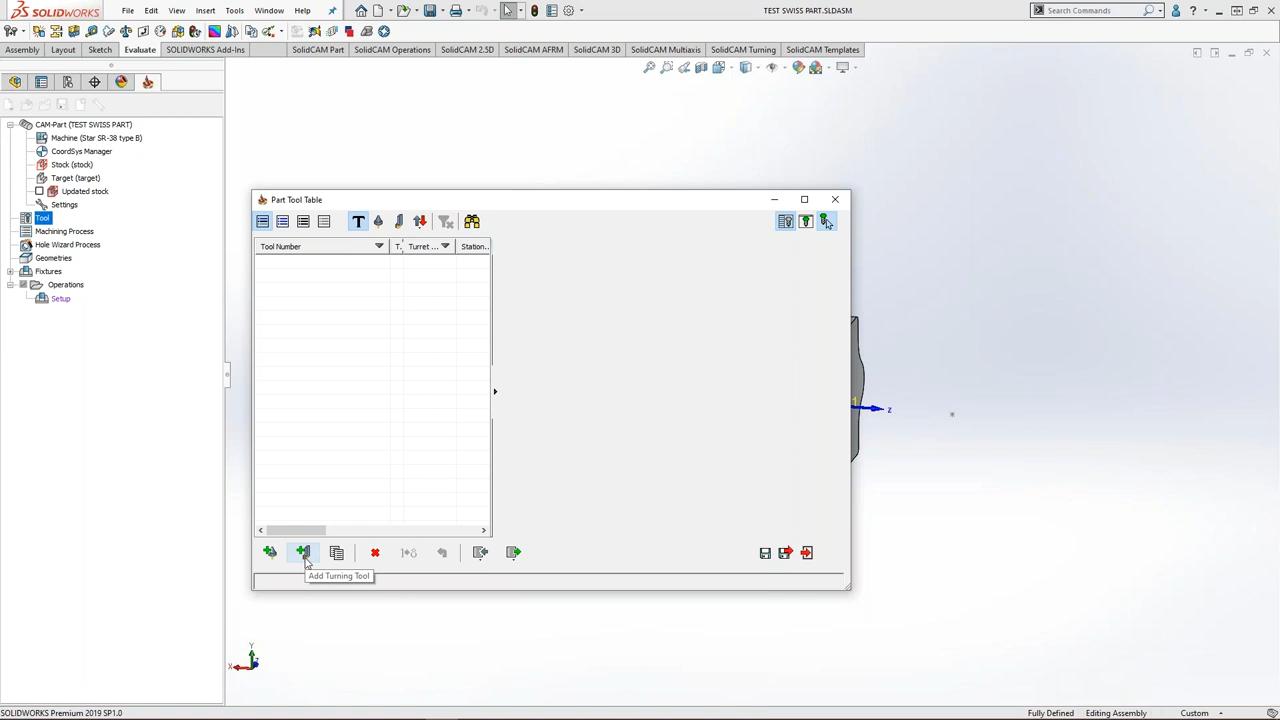 SOLIDWORKS File Edit View Insert Tools Window Help TEST SWISS PART.SLDASM Search Commands
Assembly Layout Sketch Evaluate SOLIDWORKS Add-Ins SolidCAM Part SolidCAM Operations SolidCAM 2.5D SolidCAM AFRM SolidCAM 3D SolidCAM Multiaxis SolidCAM Turning SolidCAM Templates
CAM-Part (TEST SWISS PART)
Machine (Star SR-38 type B)
CoordSys Manager
Stock (stock)
Target (target)
Updated stock
Settings
Tool
Machining Process
Hole Wizard Process
Geometries
Fixtures
Operations
Setup
Part Tool Table
T
Tool Number T. Turret ... Station..
Add Turning Tool
1
z
Y
X
SOLIDWORKS Premium 2019 SP1.0 Fully Defined Editing Assembly Custom